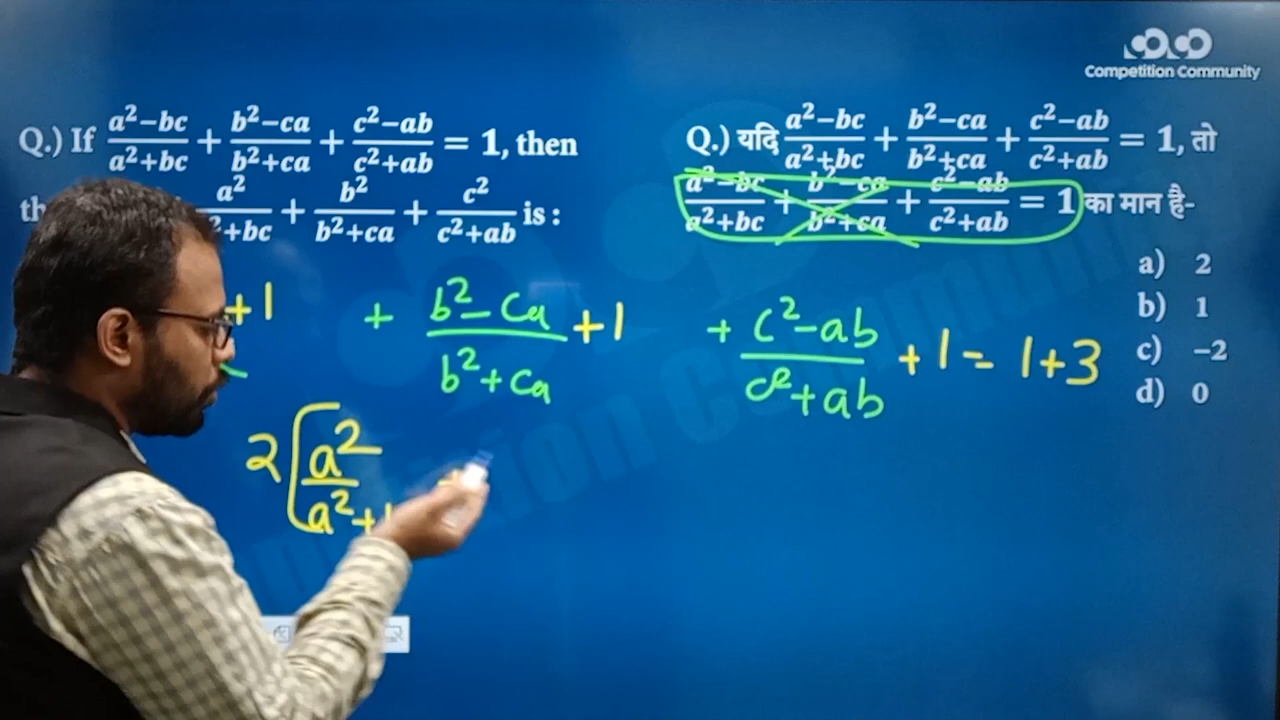 Competition Community
Q.) If a²−bc/a²+bc + b²−ca/b²+ca + c²−ab/c²+ab = 1, then
a²/ +bc + b²/b²+ca + c²/c²+ab is :
Q.) यदि a²−bc/a²+bc + b²−ca/b²+ca + c²−ab/c²+ab = 1, तो
a²−bc/a²+bc + b²−ca/b²+ca + c²−ab/c²+ab = 1 का मान है-
a) 2
b) 1
c) −2
d) 0
+1 + b²−ca/b²+ca +1 + c²−ab/c²+ab +1 = 1+3
2[a²/a²+